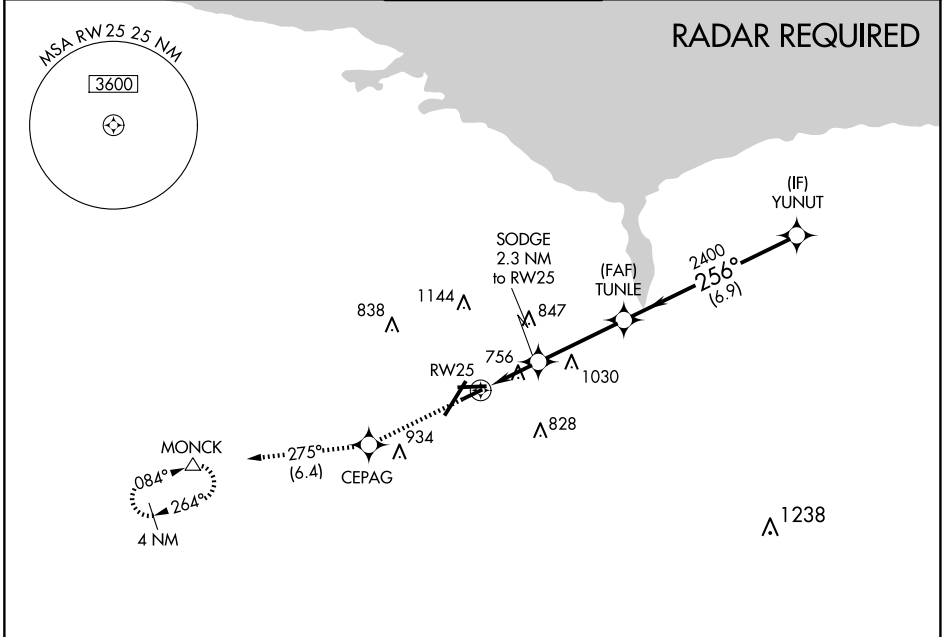 RADAR REQUIRED
MSA RW25 25 NM
3600
(IF)
YUNUT
2400
256°
(6.9)
(FAF)
TUNLE
SODGE
2.3 NM
to RW25
1144
847
838
756
1030
RW25
828
934
CEPAG
275°
(6.4)
MONCK
084°
264°
4 NM
1238